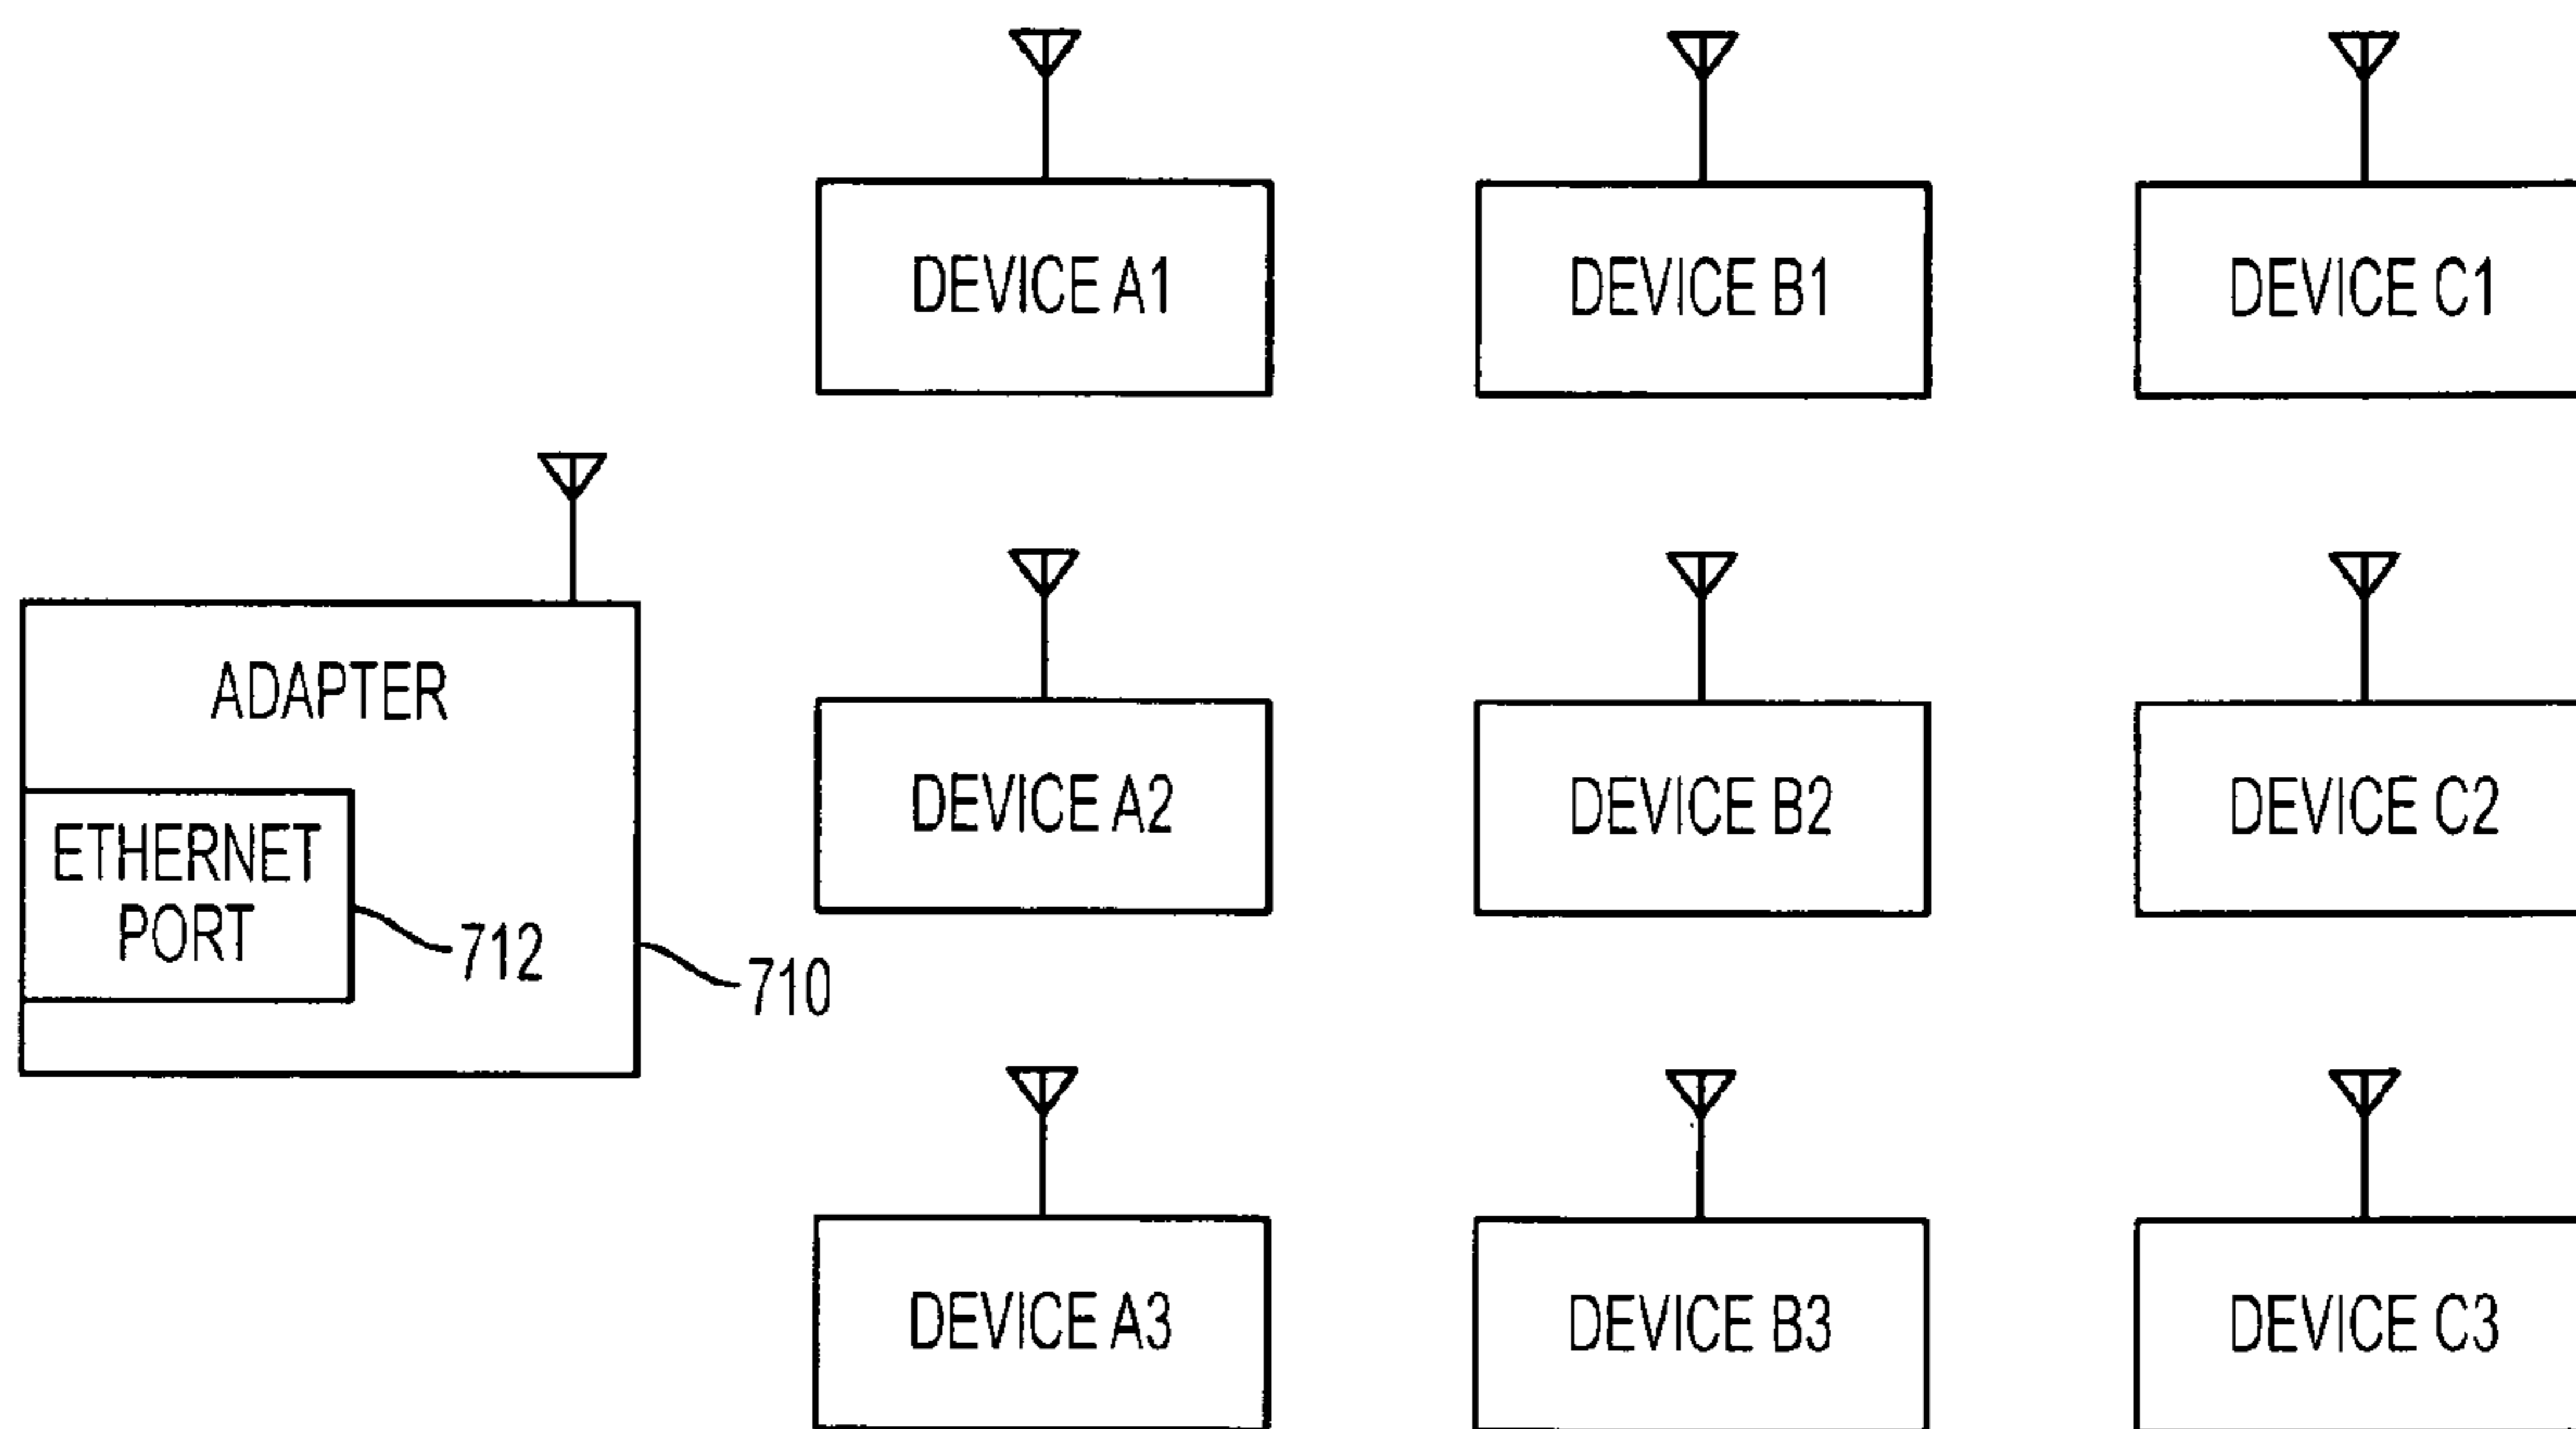 DEVICE A1
DEVICE B1
DEVICE C1
ADAPTER
ETHERNET
PORT
712
710
DEVICE A2
DEVICE B2
DEVICE C2
DEVICE A3
DEVICE B3
DEVICE C3